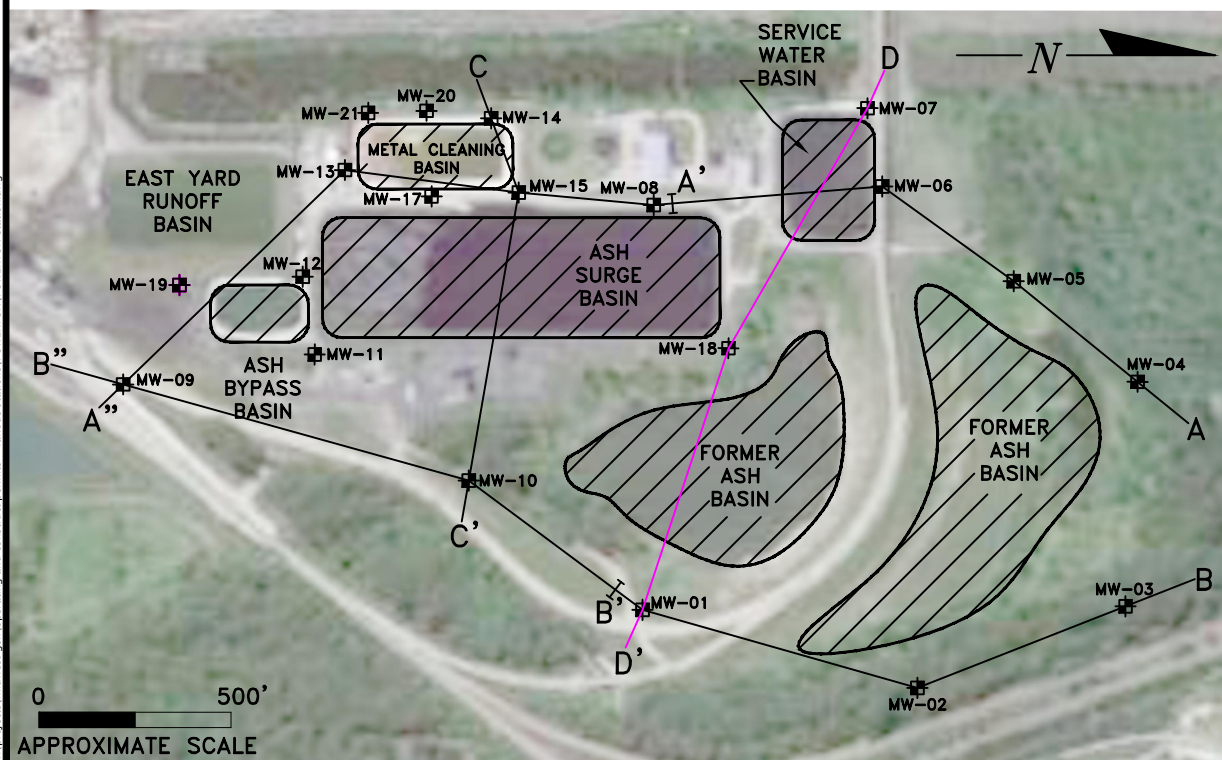 SERVICE
WATER
BASIN
D
N
C
MW-20
MW-21
MW-14
MW-07
METAL CLEANING
BASIN
MW-13
EAST YARD
RUNOFF
BASIN
MW-17
MW-15
MW-08
A'
MW-06
ASH
SURGE
BASIN
MW-12
MW-19
MW-05
MW-18
MW-11
B"
MW-09
A"
ASH
BYPASS
BASIN
MW-04
A
FORMER
ASH
BASIN
FORMER
ASH
BASIN
MW-10
C'
B'
MW-01
D'
MW-03
B
MW-02
0 500'
APPROXIMATE SCALE